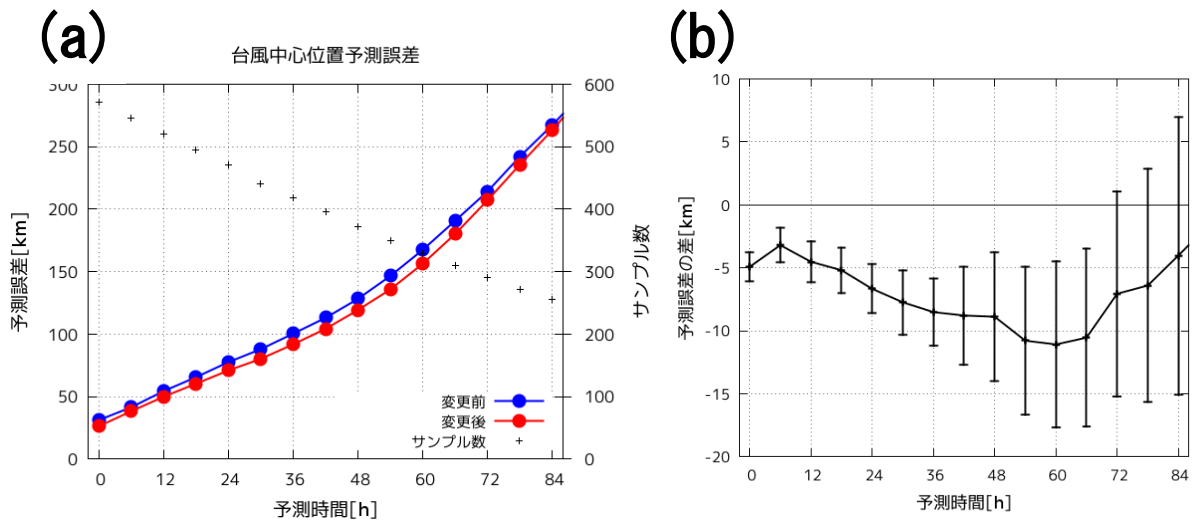 (a)
台風中心位置予測誤差
予測誤差[km]
300
250
200
150
100
50
0
600
500
400
300
200
100
0
サンプル数
変更前
変更後
サンプル数
0 12 24 36 48 60 72 84
予測時間[h]
(b)
予測誤差の差[km]
10
5
0
-5
-10
-15
-20
0 12 24 36 48 60 72 84
予測時間[h]